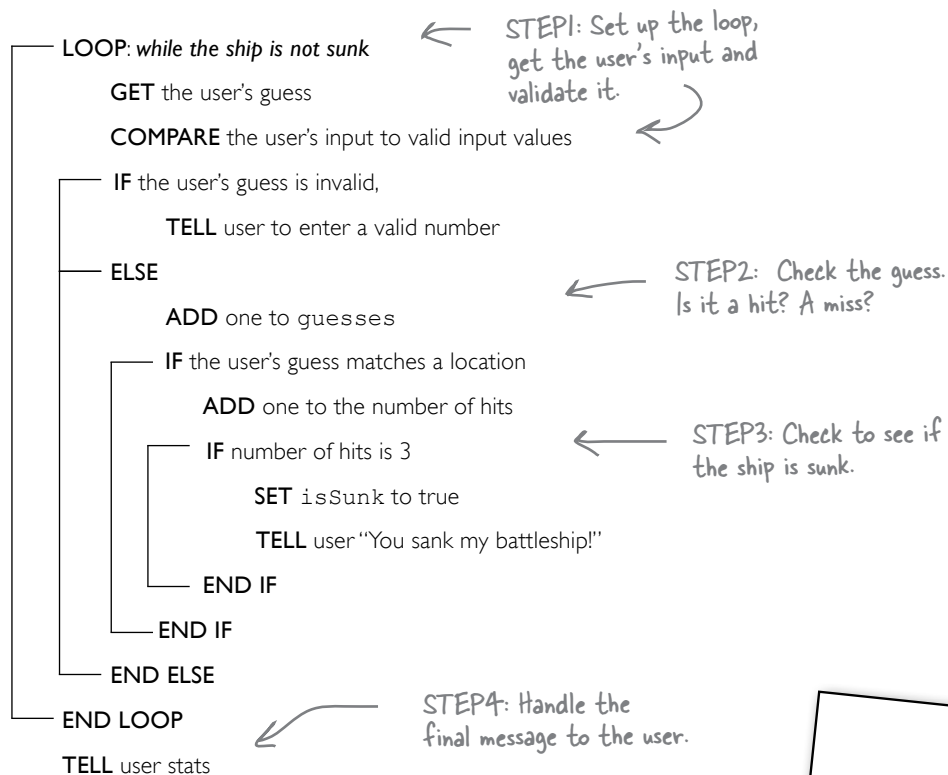 LOOP: while the ship is not sunk
STEP1: Set up the loop,
get the user's input and
validate it.
GET the user's guess
COMPARE the user's input to valid input values
IF the user's guess is invalid,
TELL user to enter a valid number
ELSE
STEP2: Check the guess.
Is it a hit? A miss?
ADD one to guesses
IF the user's guess matches a location
ADD one to the number of hits
STEP3: Check to see if
the ship is sunk.
IF number of hits is 3
SET isSunk to true
TELL user “You sank my battleship!”
END IF
END IF
END ELSE
END LOOP
STEP4: Handle the
final message to the user.
TELL user stats